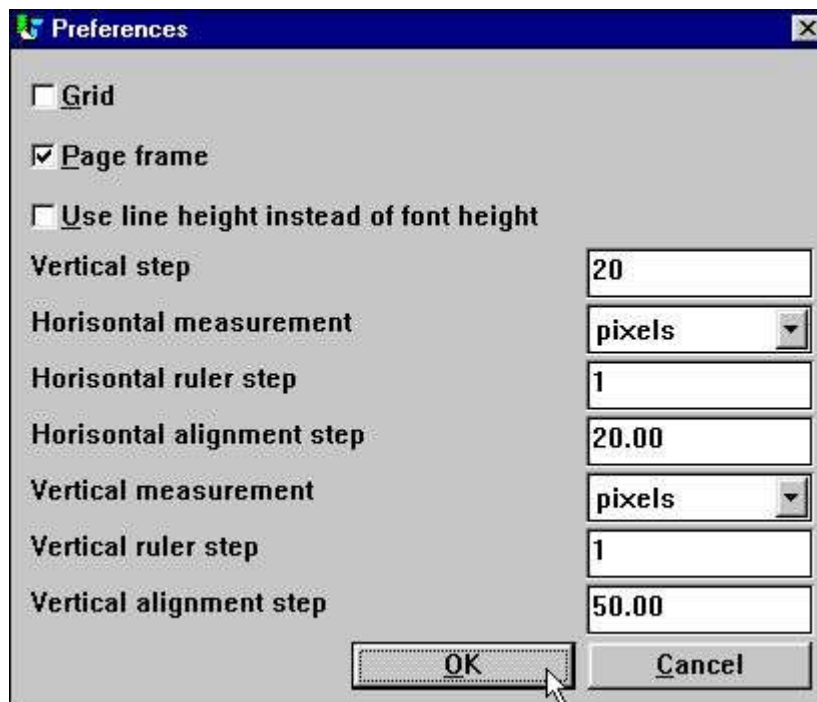 Preferences
Grid
Page frame
Use line height instead of font height
Vertical step 20
Horisontal measurement pixels
Horisontal ruler step 1
Horisontal alignment step 20.00
Vertical measurement pixels
Vertical ruler step 1
Vertical alignment step 50.00
OK Cancel